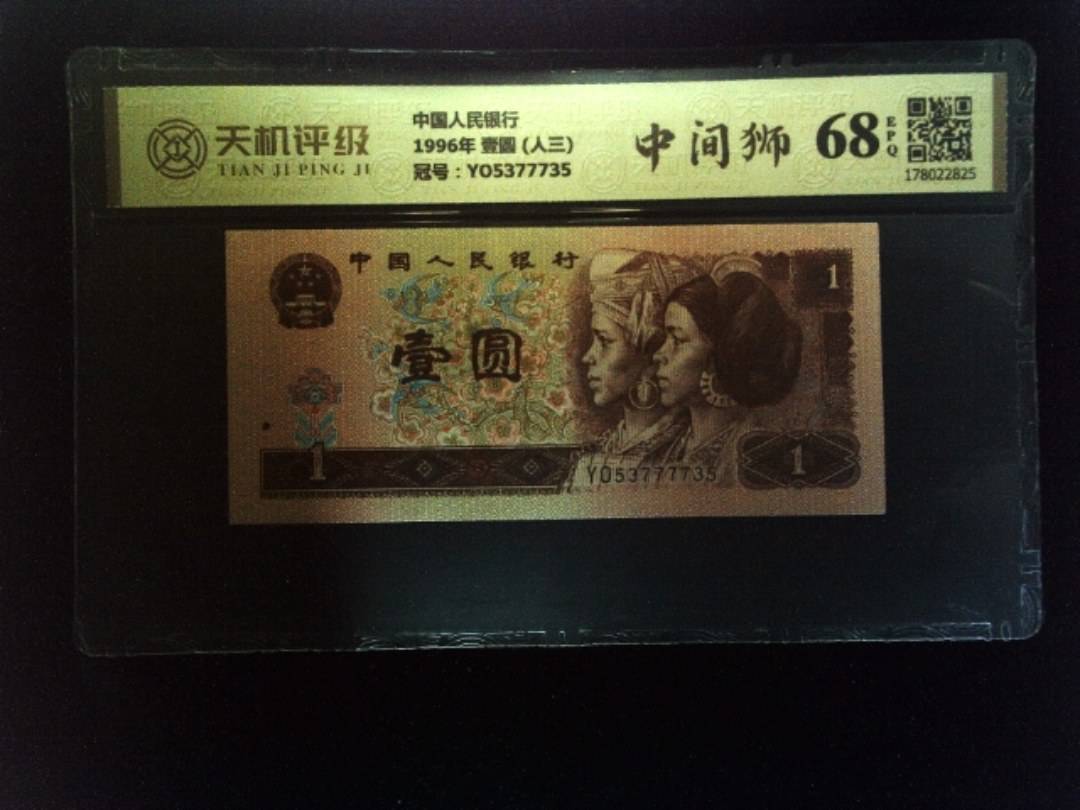 天机评级
TIAN JI PING JI
中国人民银行
1996年 壹圆 (人三)
冠号：YO5377735
中间狮
68
EPQ
178022825
中国人民银行
1
壹圆
1
YO53777735
1